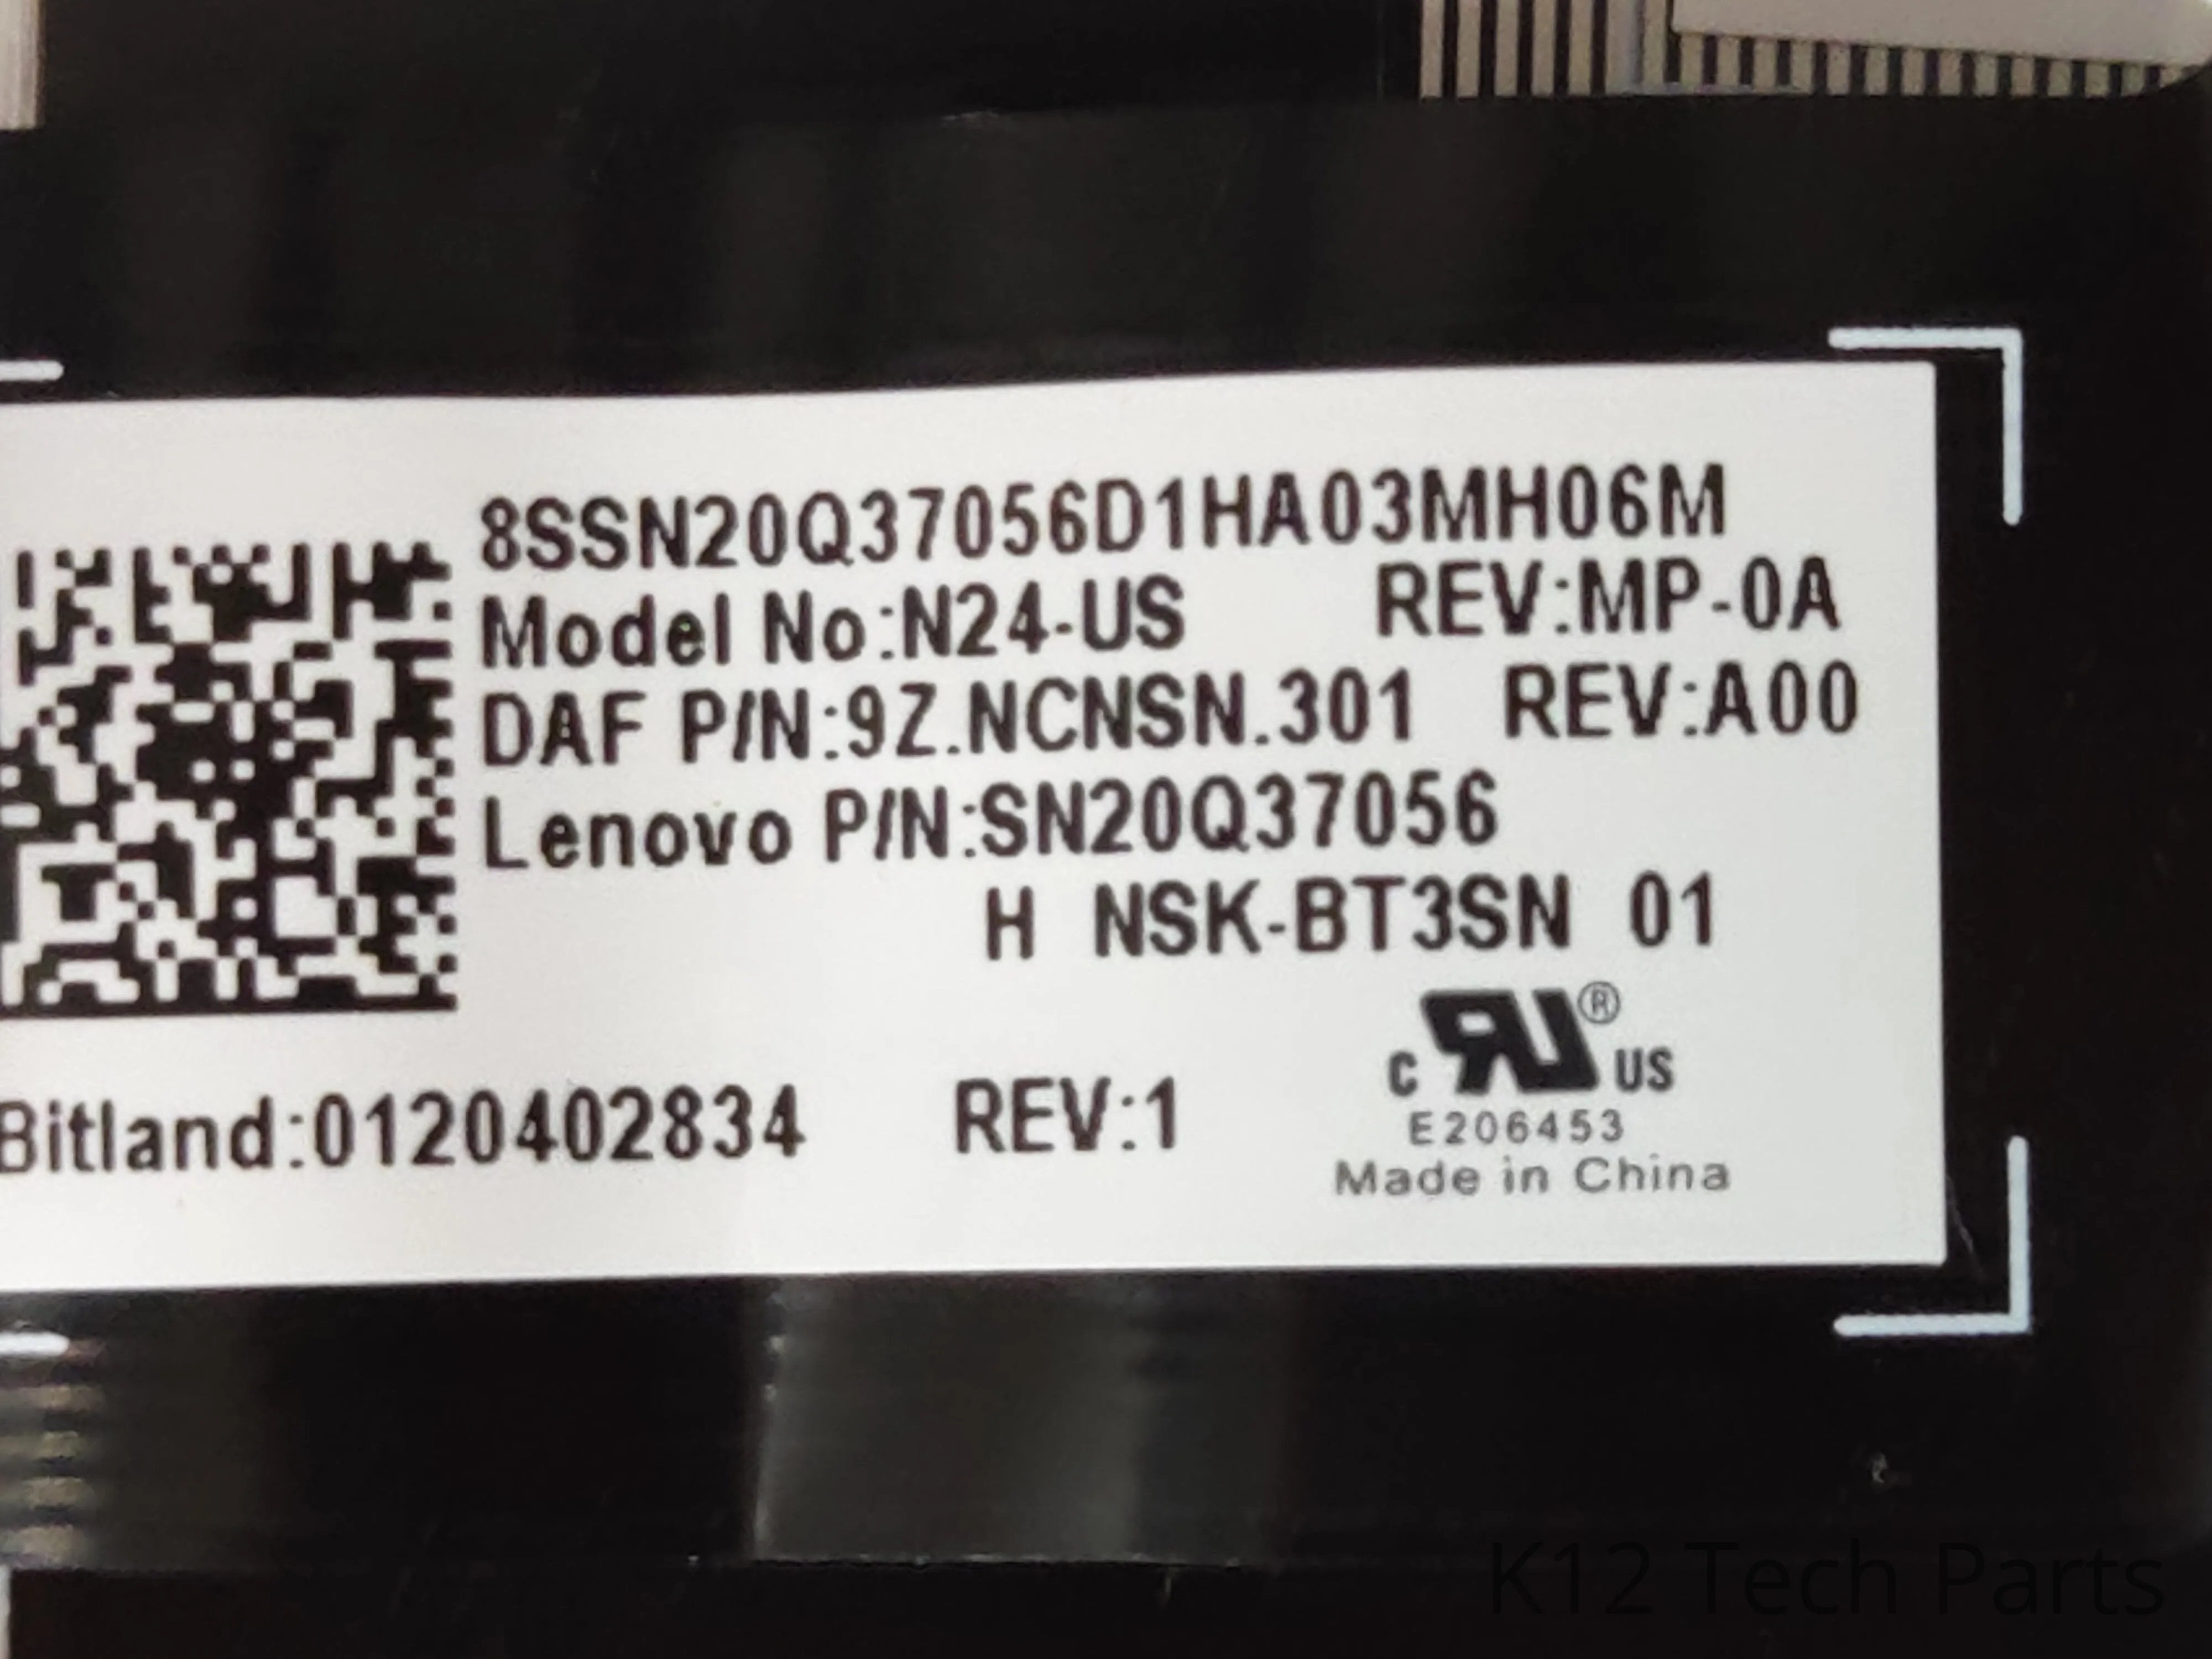 8SSN20Q37056D1HA03MH06M
Model No:N24-US REV:MP-0A
DAF P/N:9Z.NCNSN.301 REV:A00
Lenovo P/N:SN20Q37056
H NSK-BT3SN 01
Bitland:0120402834 REV:1
c RU ® US
E206453
Made in China
K12 Tech Parts